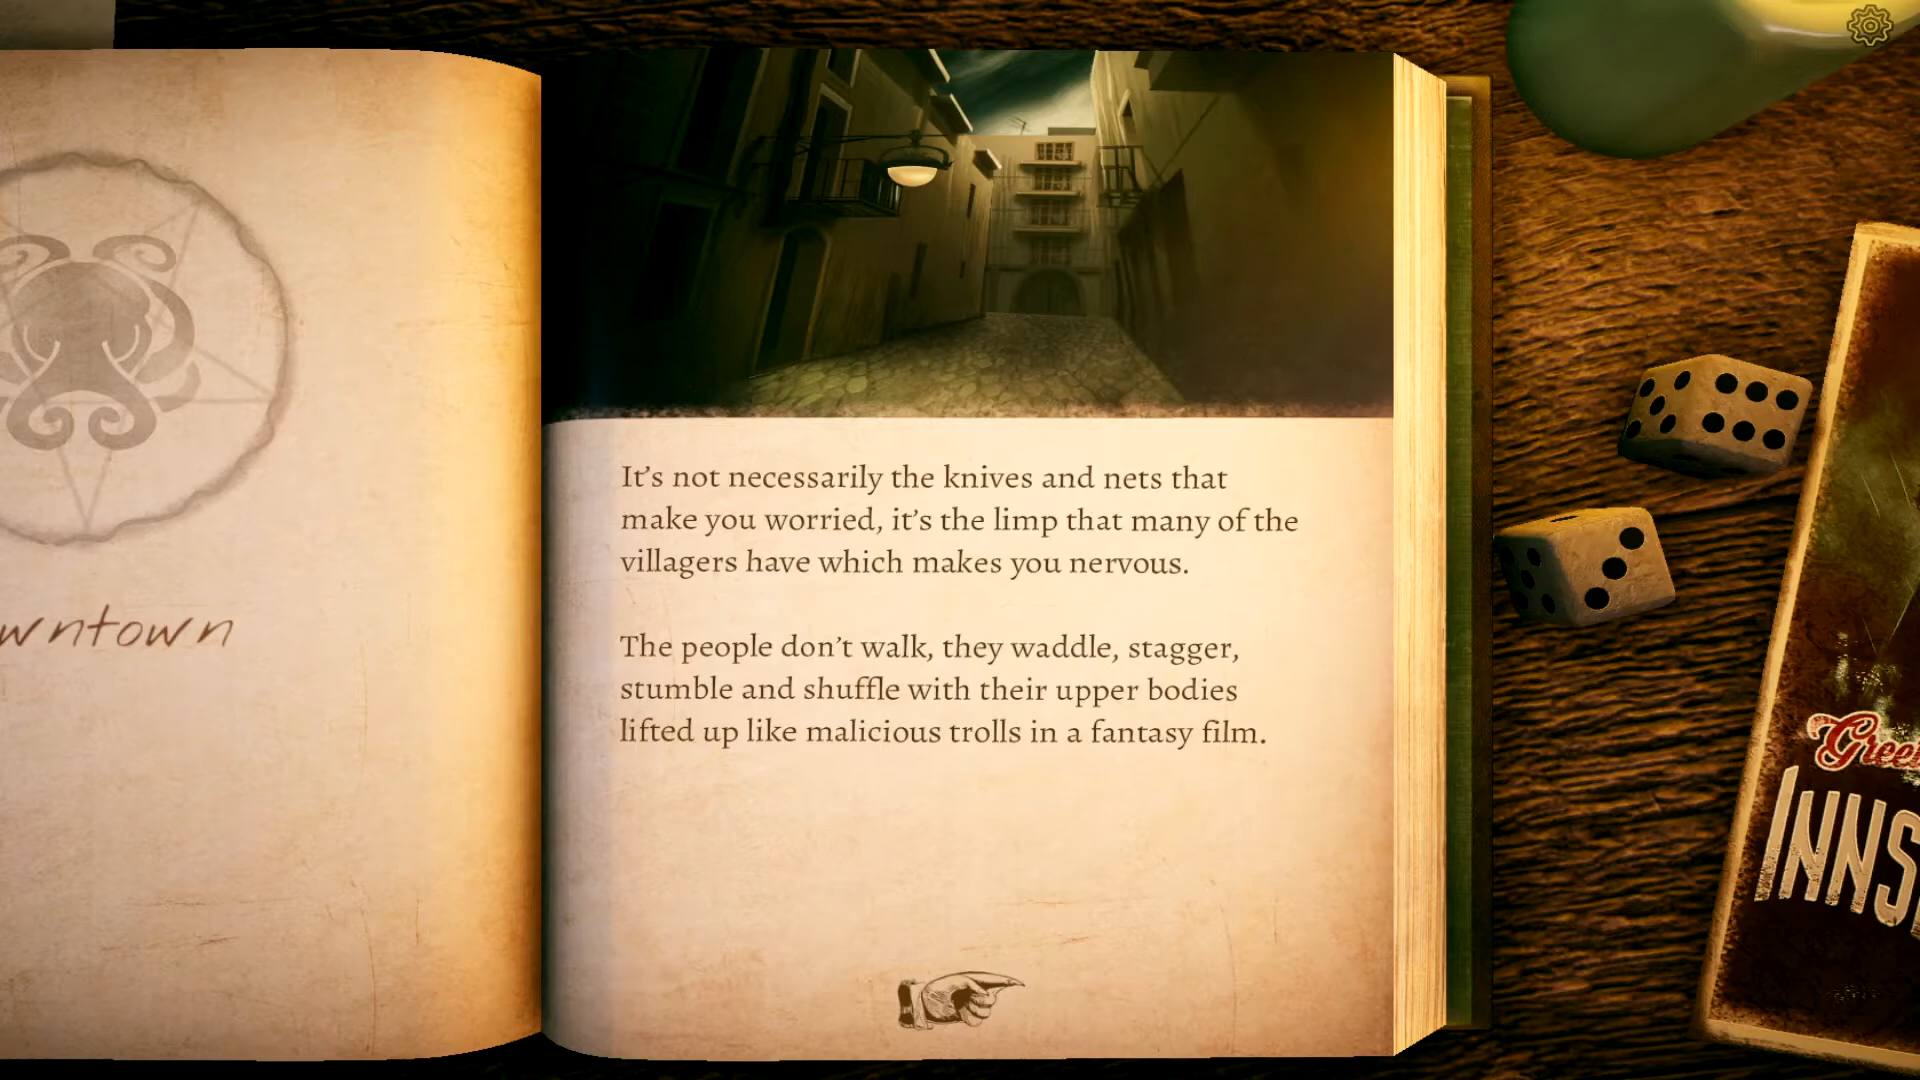 wntown
It's not necessarily the knives and nets that
make you worried, it's the limp that many of the
villagers have which makes you nervous.
The people don't walk, they waddle, stagger,
stumble and shuffle with their upper bodies
lifted up like malicious trolls in a fantasy film.
Gree
INNS